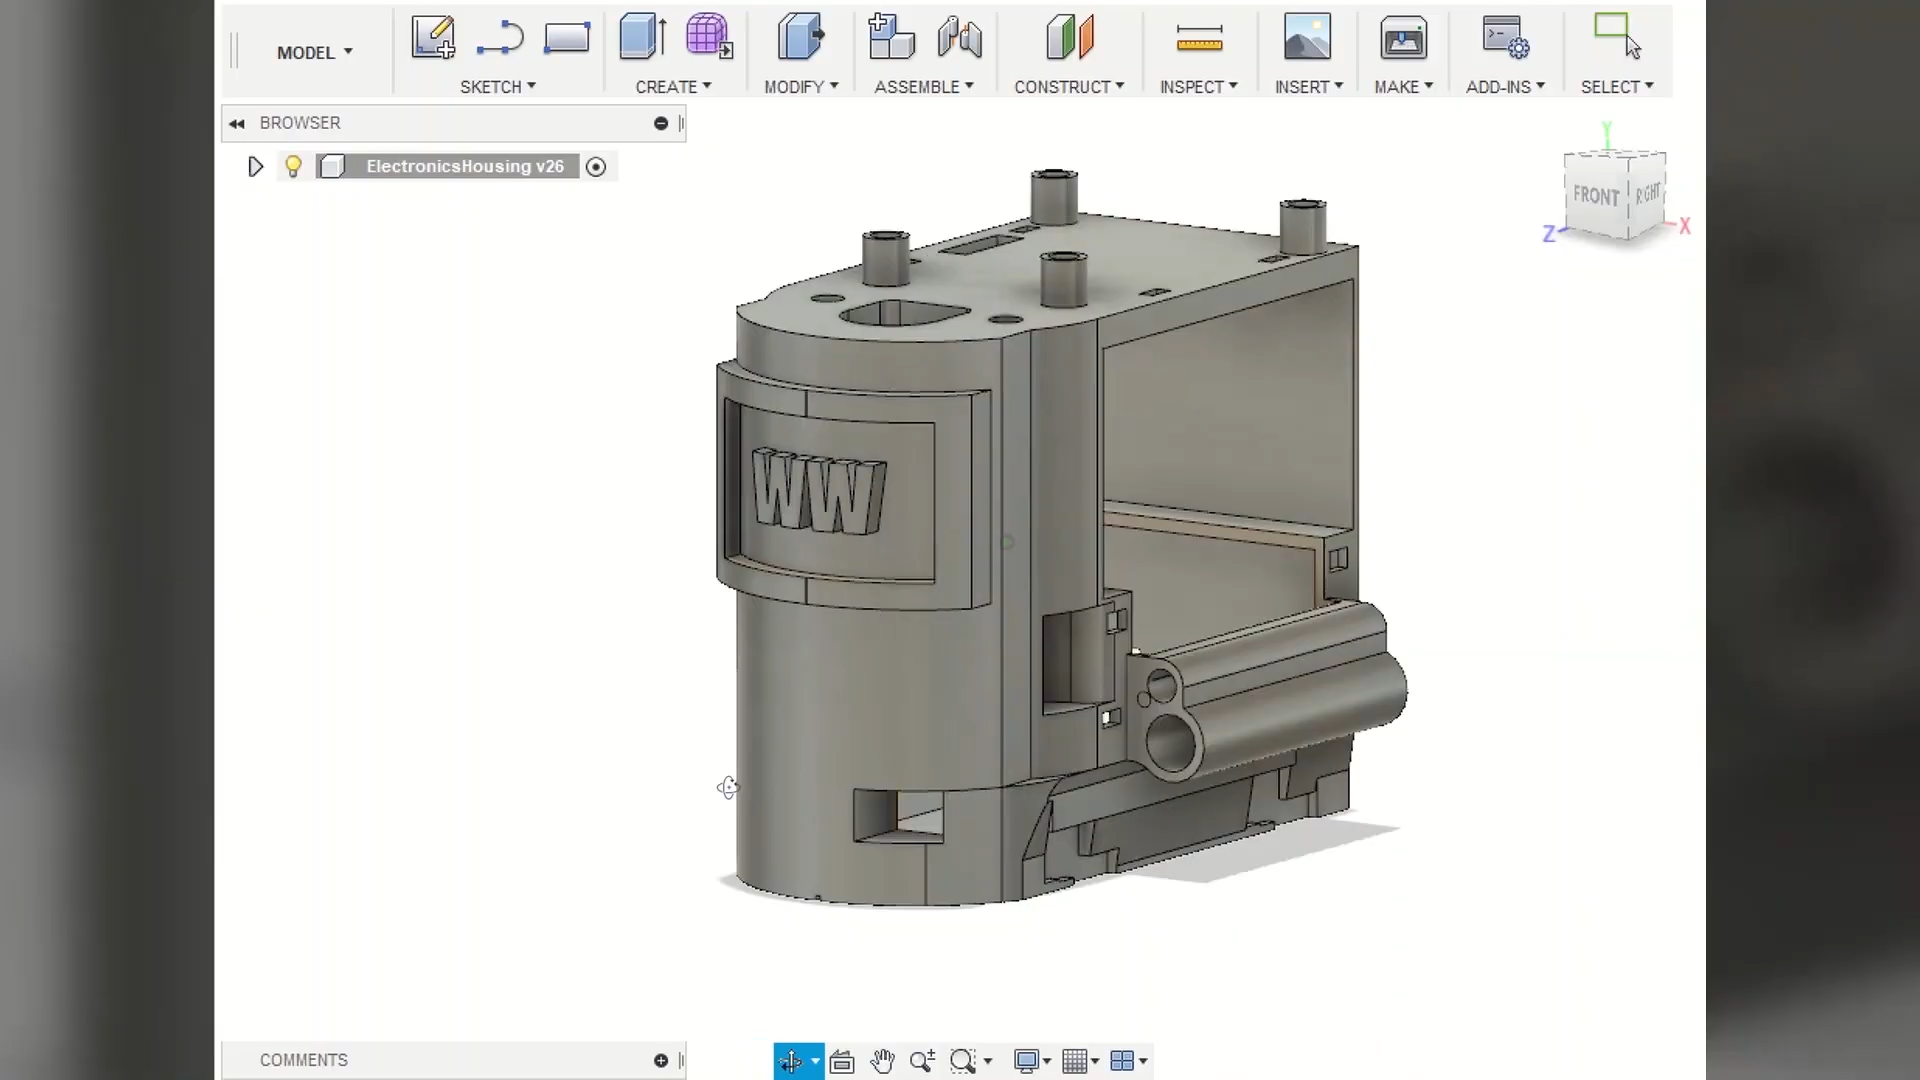 MODEL
SKETCH
CREATE
MODIFY
ASSEMBLE
CONSTRUCT
INSPECT
INSERT
MAKE
ADD-INS
SELECT
BROWSER
ElectronicsHousing v26
Y
FRONT
RIGHT
Z
X
WW
COMMENTS